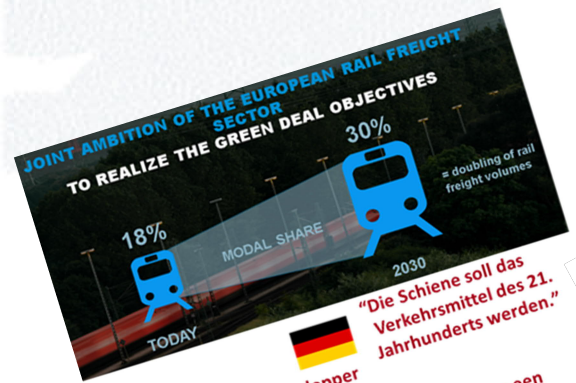 JOINT AMBITION OF THE EUROPEAN RAIL FREIGHT
SECTOR
TO REALIZE THE GREEN DEAL OBJECTIVES
30%
= doubling of rail
freight volumes
18%
MODAL SHARE
2030
TODAY
“Die Schiene soll das
Verkehrsmittel des 21.
Jahrhunderts werden.”